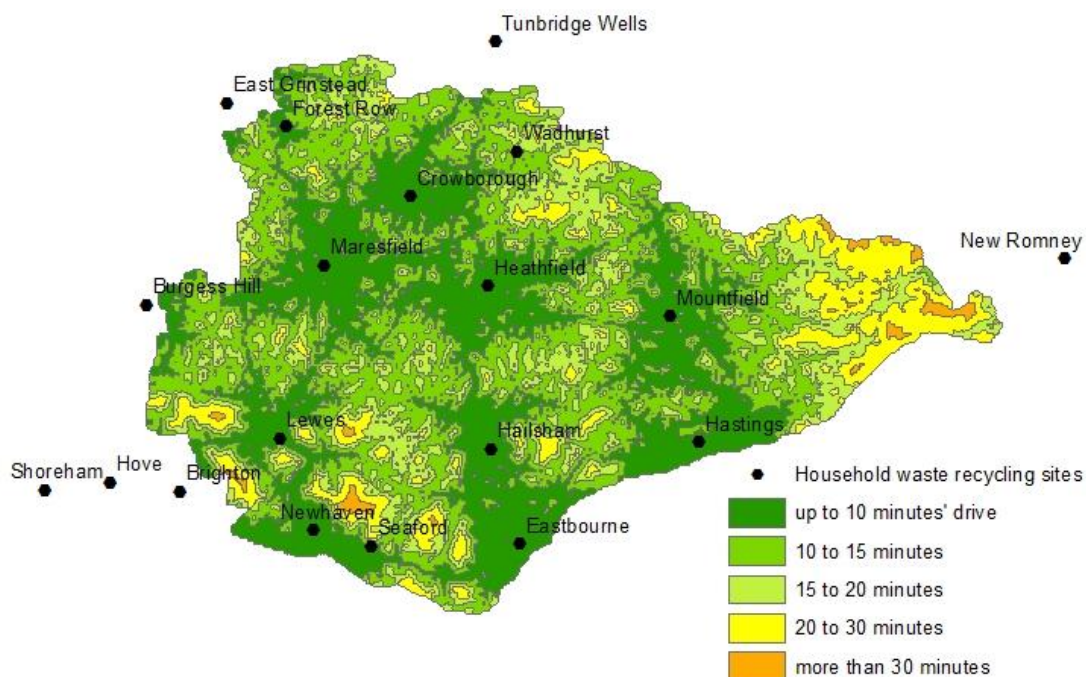 Tunbridge Wells
East Grinstead
Forest Row
Wadhurst
Crowborough
New Romney
Maresfield
Heathfield
Burgess Hill
Mountfield
Lewes
Hailsham
Hastings
Shoreham
Hove
Brighton
Household waste recycling sites
Newhaven
Seaford
Eastbourne
up to 10 minutes' drive
10 to 15 minutes
15 to 20 minutes
20 to 30 minutes
more than 30 minutes